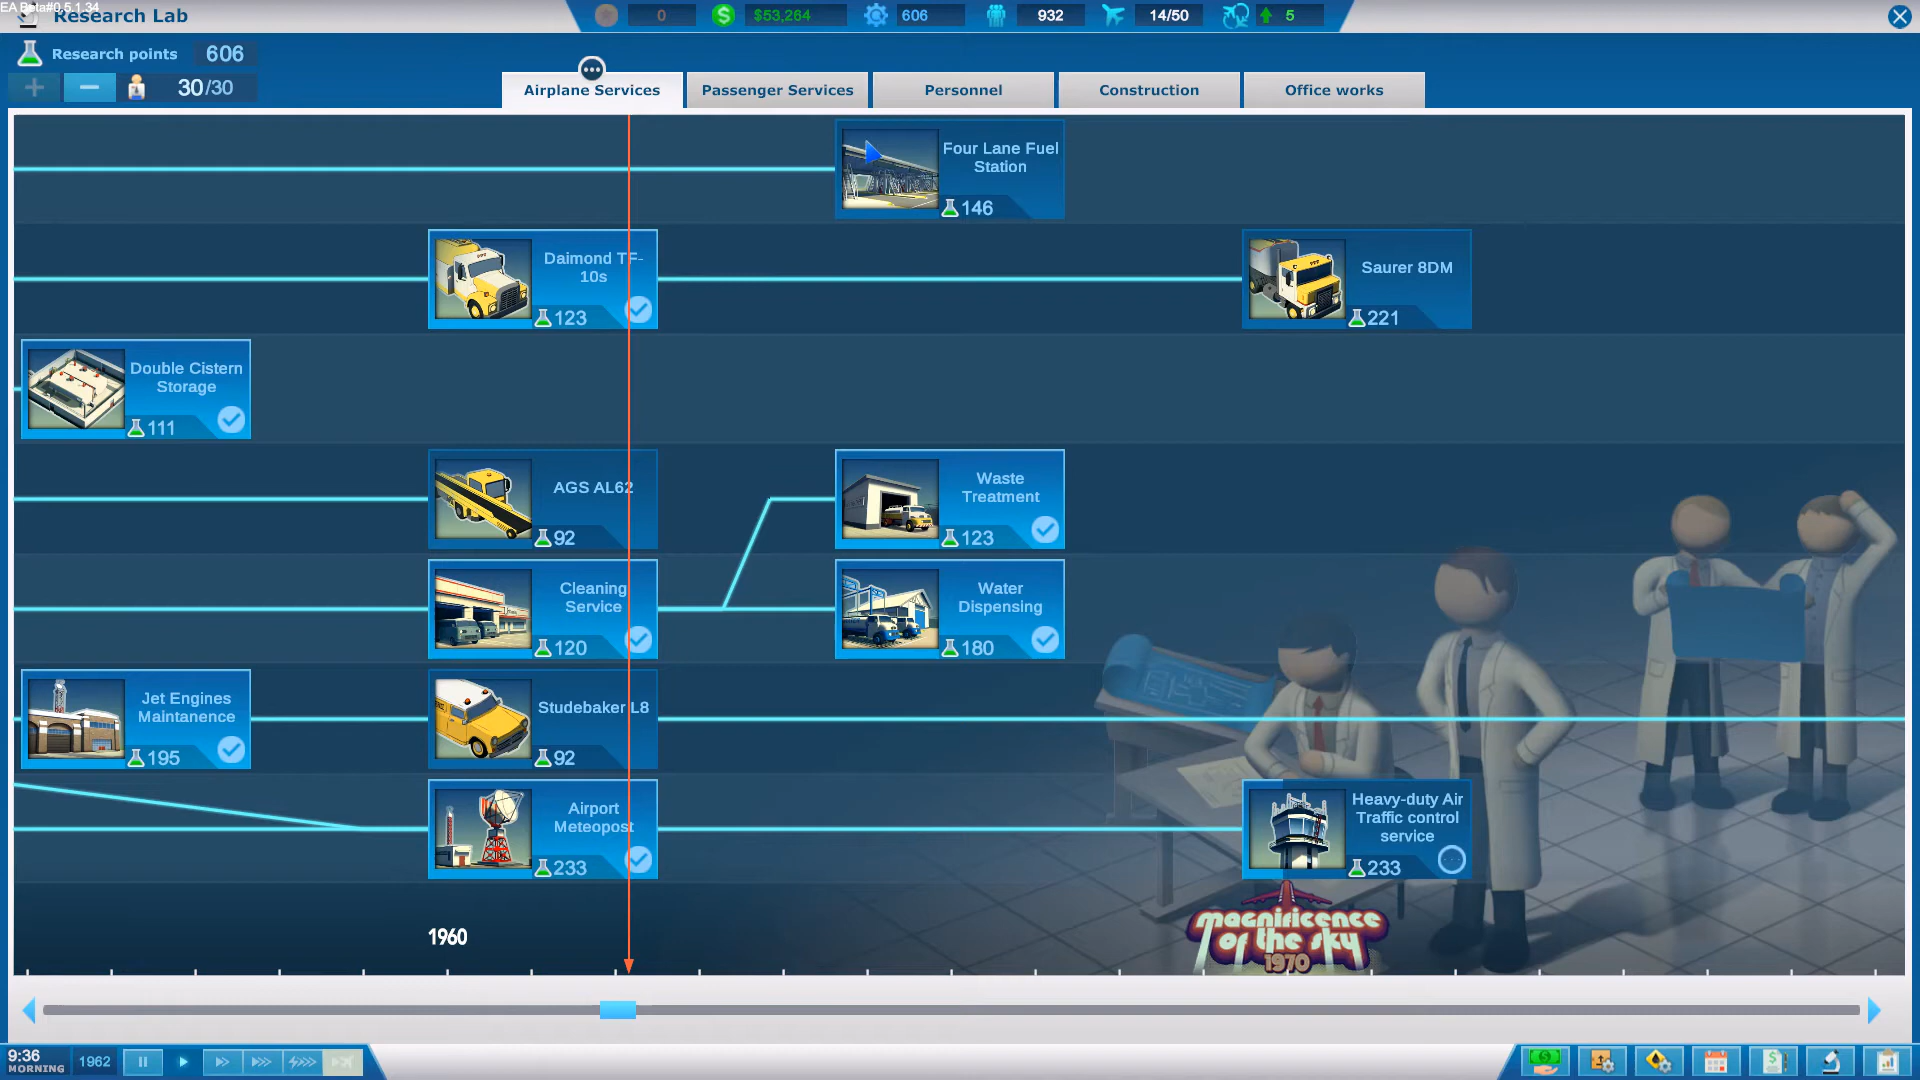 EA Beta#0.5.1.34
Research Lab
0
$53,264
606
932
14/50
5
Research points
606
30/30
Airplane Services
Passenger Services
Personnel
Construction
Office works
Four Lane Fuel
Station
146
Daimond TF-
10s
123
Saurer 8DM
221
Double Cistern
Storage
111
AGS AL62
92
Waste
Treatment
123
Cleaning
Service
120
Water
Dispensing
180
Jet Engines
Maintanence
195
Studebaker L8
92
Airport
Meteopost
233
Heavy-duty Air
Traffic control
service
233
1960
magnificence
of the sky
1970
9:36
MORNING
1962